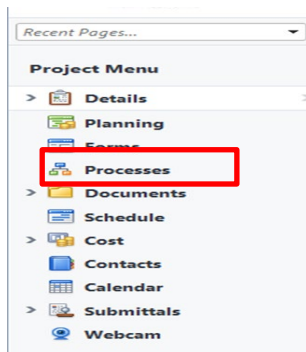 Recent Pages...
Project Menu
Details
Planning
Forms
Processes
Documents
Schedule
Cost
Contacts
Calendar
Submittals
Webcam